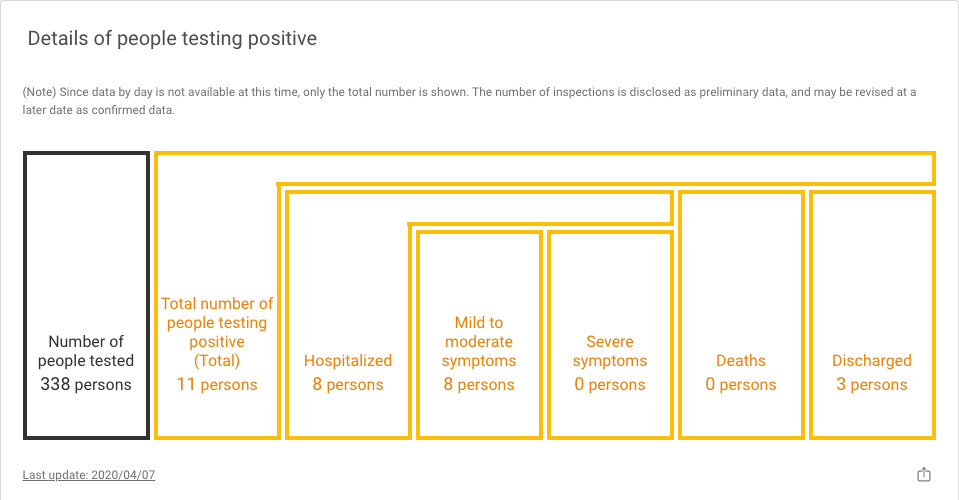 Details of people testing positive
(Note) Since data by day is not available at this time, only the total number is shown. The number of inspections is disclosed as preliminary data, and may be revised at a
later date as confirmed data.
Number of
people tested
338 persons
Total number of
people testing
positive
(Total)
11 persons
Hospitalized
8 persons
Mild to
moderate
symptoms
8 persons
Severe
symptoms
0 persons
Deaths
0 persons
Discharged
3 persons
Last update: 2020/04/07